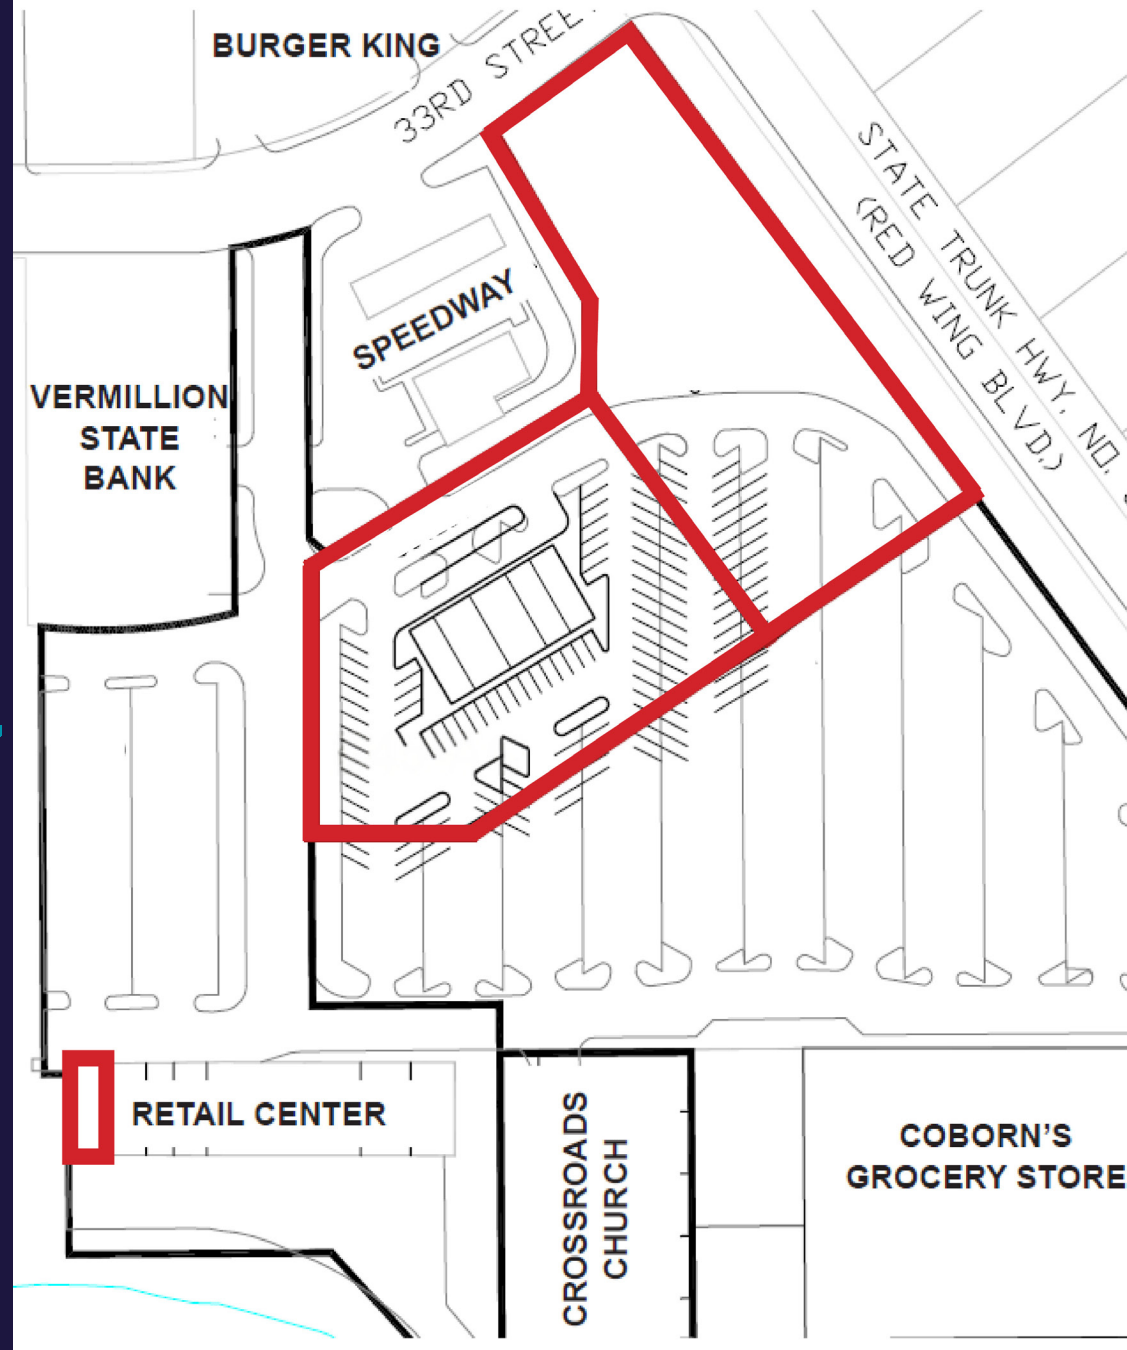 BURGER KING
33RD STREET
STATE TRUNK HWY. NO.
(RED WING BLVD.)
SPEEDWAY
VERMILLION
STATE
BANK
RETAIL CENTER
CROSSROADS
CHURCH
COBORN'S
GROCERY STORE